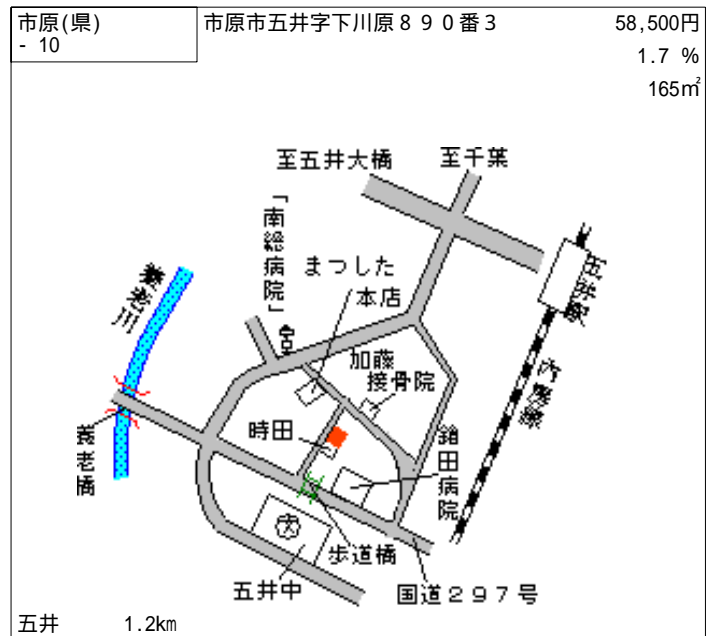 市原(県)
- 10
市原市五井字下川原８９０番3
58,500円
1.7 %
165㎡
至五井大橋
至千葉
「南総病院」
まつした
本店
養老川
五井駅
内房線
加藤
接骨院
時田
鎗田病院
養老橋
歩道橋
五井中
国道２９７号
五井 1.2km